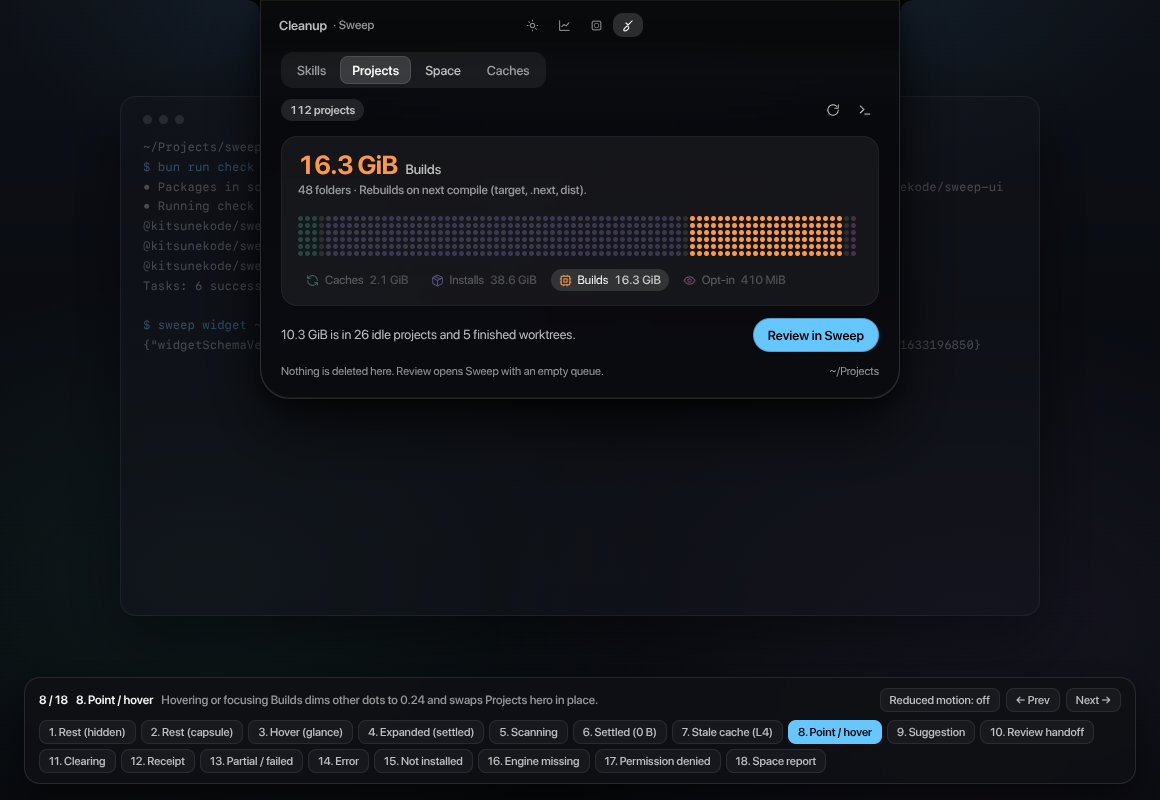 Cleanup · Sweep
Skills Projects Space Caches
112 projects
16.3 GiB Builds
48 folders · Rebuilds on next compile (target, .next, dist).
Caches 2.1 GiB Installs 38.6 GiB Builds 16.3 GiB Opt-in 410 MiB
10.3 GiB is in 26 idle projects and 5 finished worktrees.
Review in Sweep
Nothing is deleted here. Review opens Sweep with an empty queue.
~/Projects
~/Projects/sweep
$ bun run check
• Packages in sc
ekode/sweep-ui
• Running check
@kitsunekode/swe
@kitsunekode/swe
@kitsunekode/swe
Tasks: 6 success
$ sweep widget ~
{"widgetSchemaVe
1633196850}
8 / 18 8. Point / hover Hovering or focusing Builds dims other dots to 0.24 and swaps Projects hero in place.
Reduced motion: off ← Prev Next →
1. Rest (hidden) 2. Rest (capsule) 3. Hover (glance) 4. Expanded (settled) 5. Scanning 6. Settled (0 B) 7. Stale cache (L4) 8. Point / hover 9. Suggestion 10. Review handoff
11. Clearing 12. Receipt 13. Partial / failed 14. Error 15. Not installed 16. Engine missing 17. Permission denied 18. Space report